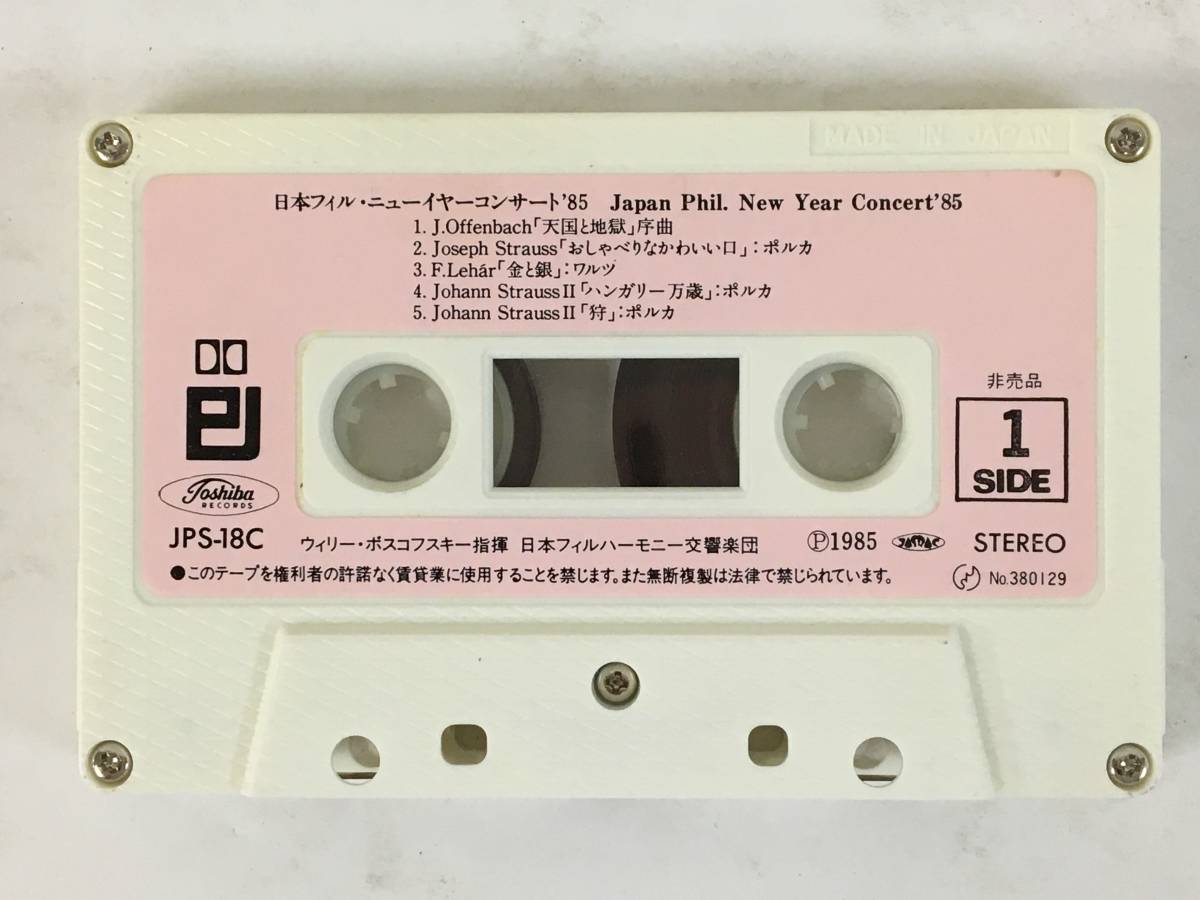 MADE IN JAPAN
日本フィル・ニューイヤーコンサート'85 Japan Phil. New Year Concert'85
1. J.Offenbach「天国と地獄」序曲
2. Joseph Strauss「おしゃべりなかわいい口」:ポルカ
3. F.Lehár「金と銀」:ワルツ
4. Johann StraussII「ハンガリー万歳」:ポルカ
5. Johann StraussII「狩」:ポルカ
非売品
1
SIDE
Toshiba
RECORDS
JPS-18C ウィリー・ボスコフスキー指揮 日本フィルハーモニー交響楽団 ℗1985 JASRAC STEREO
●このテープを権利者の許諾なく賃貸業に使用することを禁じます。また無断複製は法律で禁じられています。 No.380129